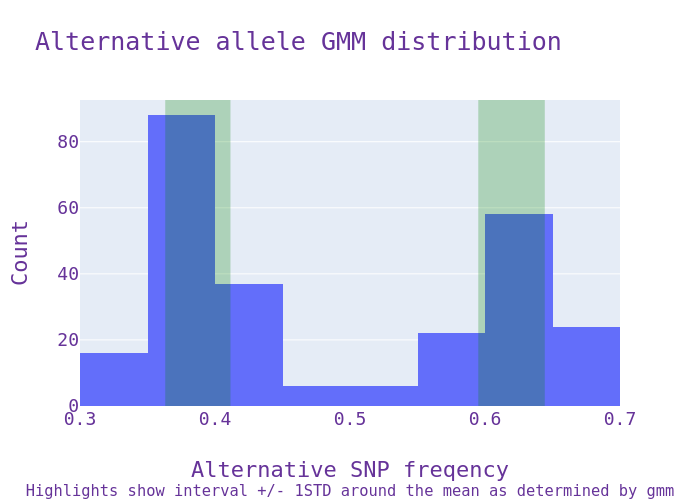 Alternative allele GMM distribution
Count
80
60
40
20
0
0.3 0.4 0.5 0.6 0.7
Alternative SNP freqency
Highlights show interval +/- 1STD around the mean as determined by gmm